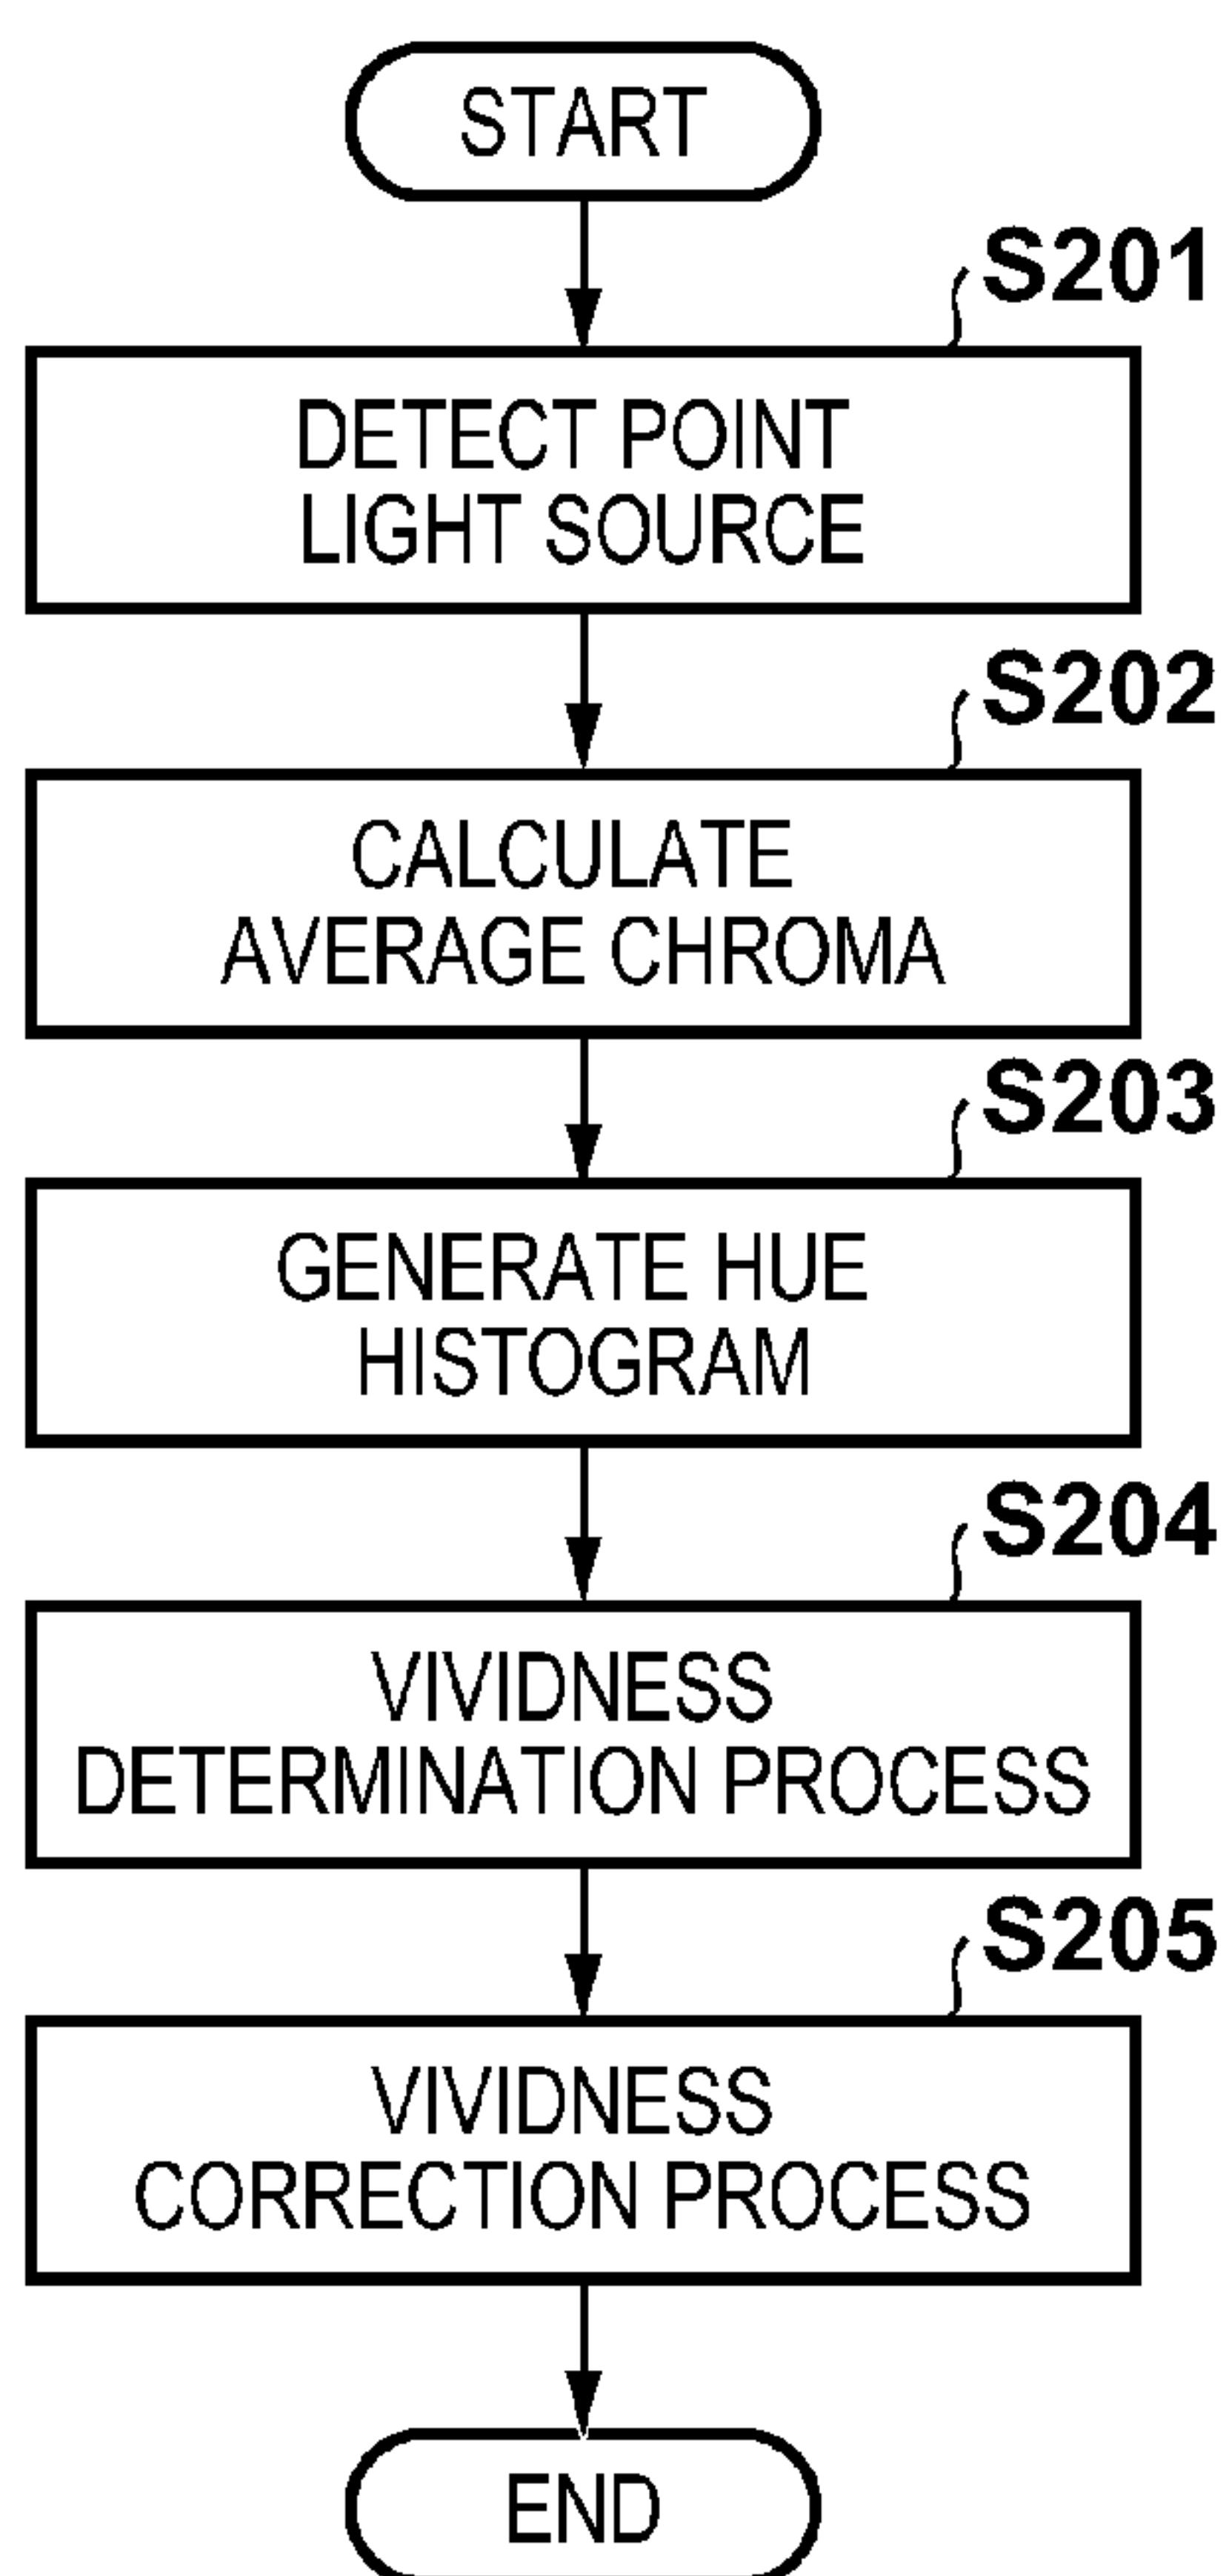 START
S201
DETECT POINT
LIGHT SOURCE
S202
CALCULATE
AVERAGE CHROMA
S203
GENERATE HUE
HISTOGRAM
S204
VIVIDNESS
DETERMINATION PROCESS
S205
VIVIDNESS
CORRECTION PROCESS
END